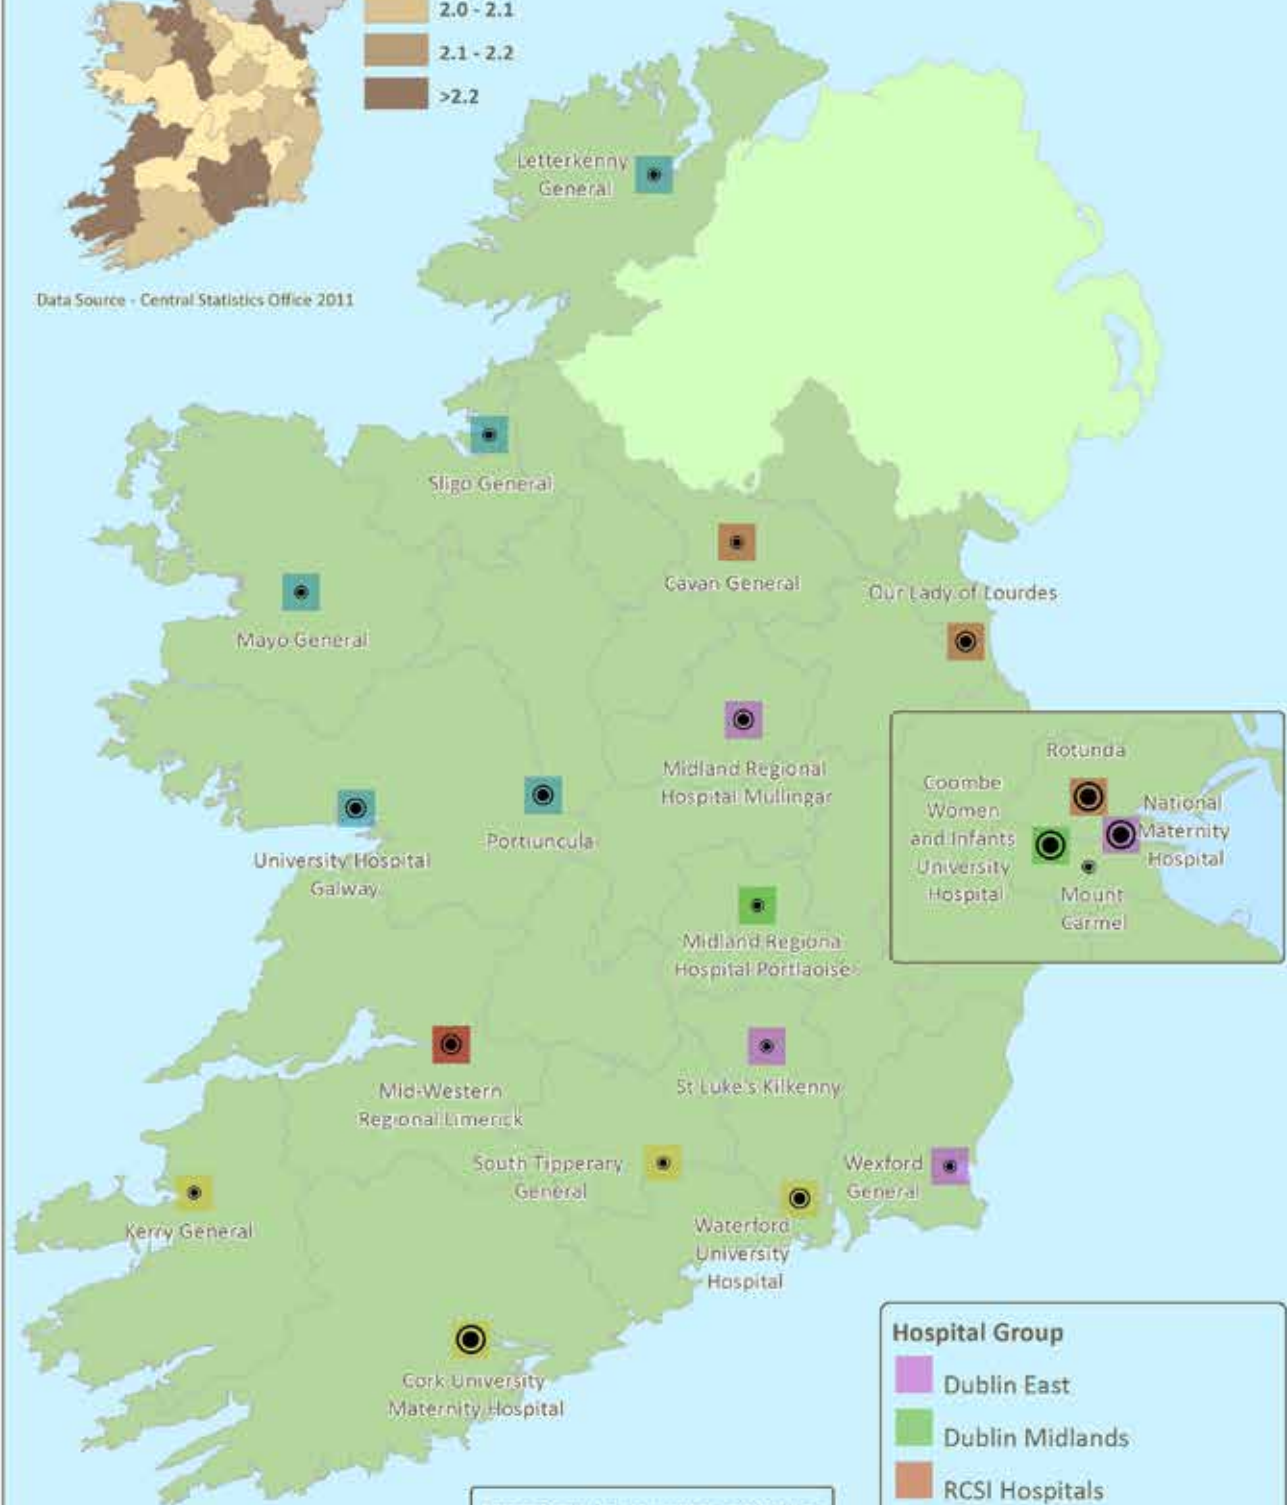 2.0 - 2.1
2.1 - 2.2
>2.2
Data Source - Central Statistics Office 2011
Letterkenny
General
Sligo General
Cavan General
Our Lady of Lourdes
Mayo General
Midland Regional
Hospital Mullingar
Portiuncula
University Hospital
Galway
Rotunda
Coombe
Women
and Infants
University
Hospital
National
Maternity
Hospital
Mount
Carmel
Midland Regiona
Hospital Portlaoise
Mid-Western
Regional Limerick
St Luke's Kilkenny
South Tipperary
General
Wexford
General
Kerry General
Waterford
University
Hospital
Cork University
Maternity Hospital
Hospital Group
Dublin East
Dublin Midlands
RCSI Hospitals